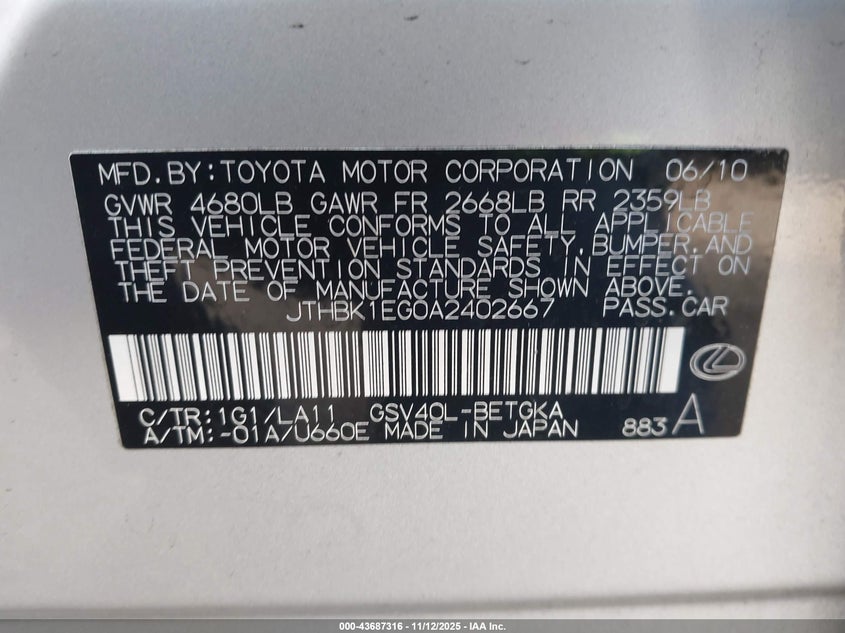 MFD.BY:TOYOTA MOTOR CORPORATION 06/10
GVWR 4680LB GAWR FR 2668LB RR 2359LB
THIS VEHICLE CONFORMS TO ALL APPLICABLE
FEDERAL MOTOR VEHICLE SAFETY,BUMPER,AND
THEFT PREVENTION STANDARDS IN EFFECT ON
THE DATE OF MANUFACTURE SHOWN ABOVE.
JTHBK1EG0A2402667 PASS.CAR
C/TR:1G1/LA11 GSV40L-BETGKA
A/TM:-01A/U660E MADE IN JAPAN 883A
000-43687316 - 11/12/2025 - IAA Inc.